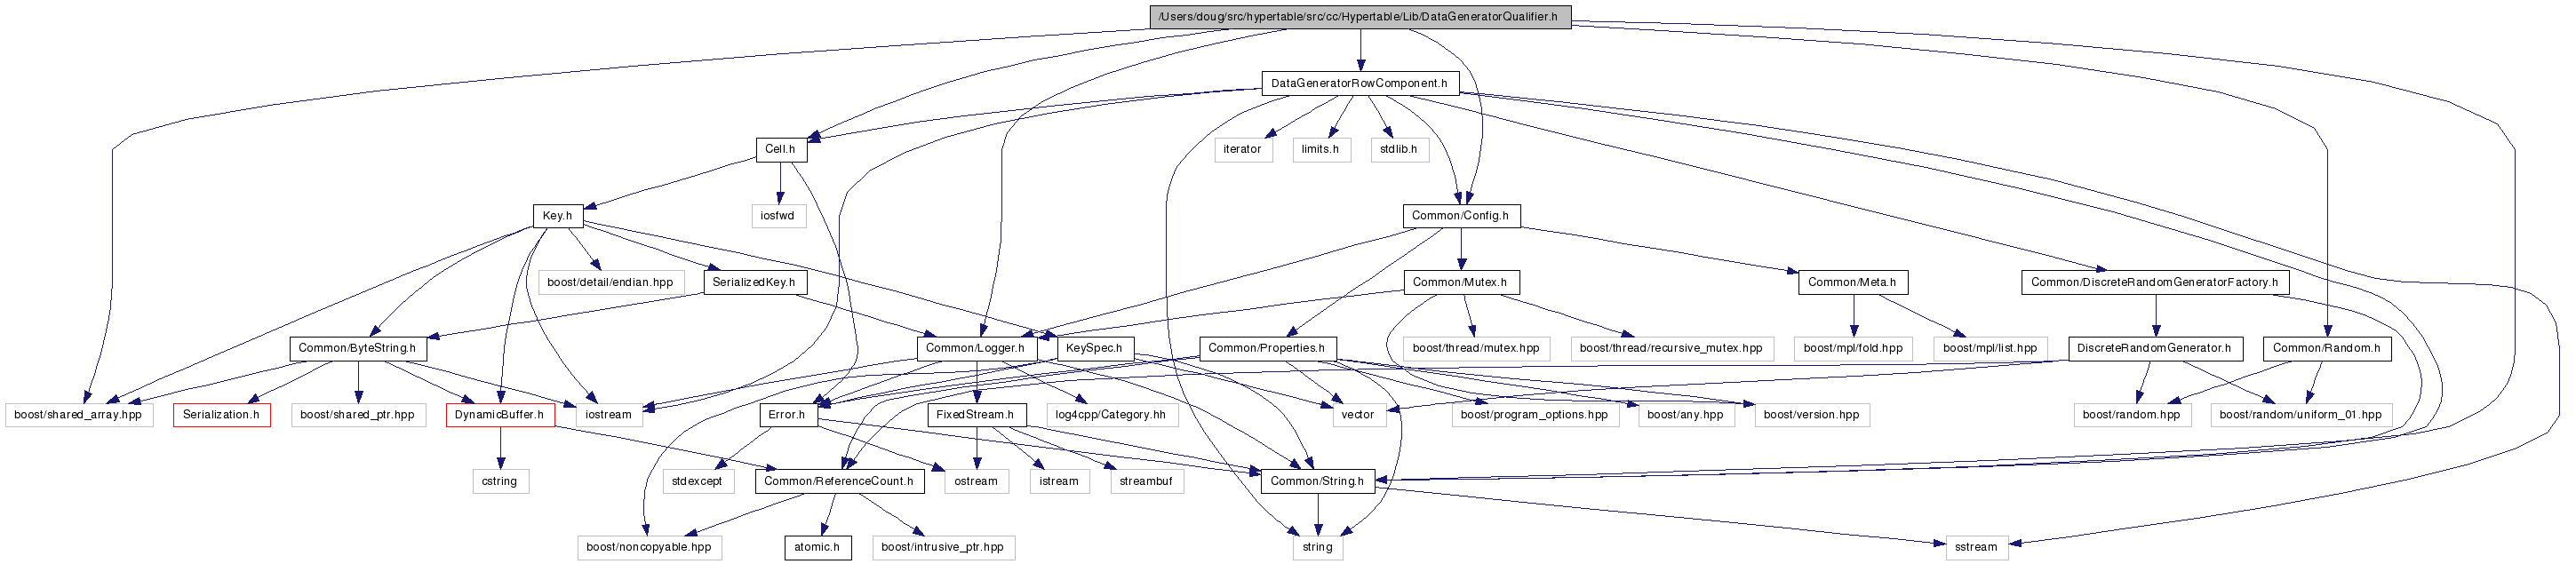 /Users/doug/src/hypertable/src/cc/Hypertable/Lib/DataGeneratorQualifier.h
DataGeneratorRowComponent.h
Cell.h
iterator
limits.h
stdlib.h
Key.h
iosfwd
Common/Config.h
boost/detail/endian.hpp
SerializedKey.h
Common/Mutex.h
Common/Meta.h
Common/DiscreteRandomGeneratorFactory.h
Common/ByteString.h
Common/Logger.h
KeySpec.h
Common/Properties.h
boost/thread/mutex.hpp
boost/thread/recursive_mutex.hpp
boost/mpl/fold.hpp
boost/mpl/list.hpp
DiscreteRandomGenerator.h
Common/Random.h
boost/shared_array.hpp
Serialization.h
boost/shared_ptr.hpp
DynamicBuffer.h
iostream
Error.h
FixedStream.h
log4cpp/Category.hh
vector
boost/program_options.hpp
boost/any.hpp
boost/version.hpp
boost/random.hpp
boost/random/uniform_01.hpp
cstring
stdexcept
Common/ReferenceCount.h
ostream
istream
streambuf
Common/String.h
boost/noncopyable.hpp
atomic.h
boost/intrusive_ptr.hpp
string
sstream